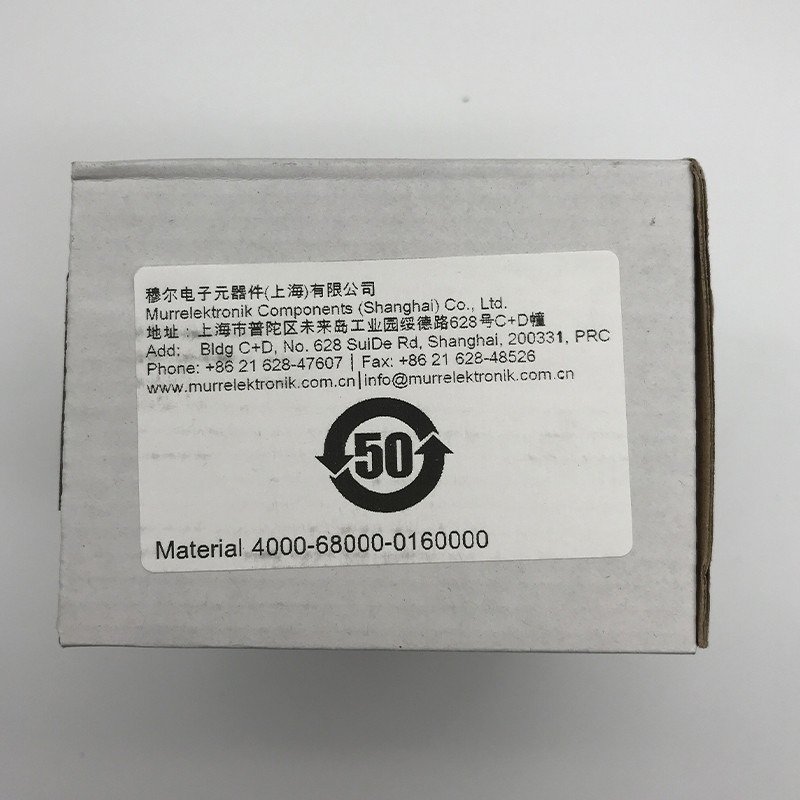 穆尔电子元器件(上海)有限公司
Murrelektronik Components (Shanghai) Co., Ltd.
地址：上海市普陀区未来岛工业园绥德路628号C+D幢
Add: Bldg C+D, No. 628 SuiDe Rd, Shanghai, 200331, PRC
Phone: +86 21 628-47607 | Fax: +86 21 628-48526
www.murrelektronik.com.cn|info@murrelektronik.com.cn
50
Material 4000-68000-0160000